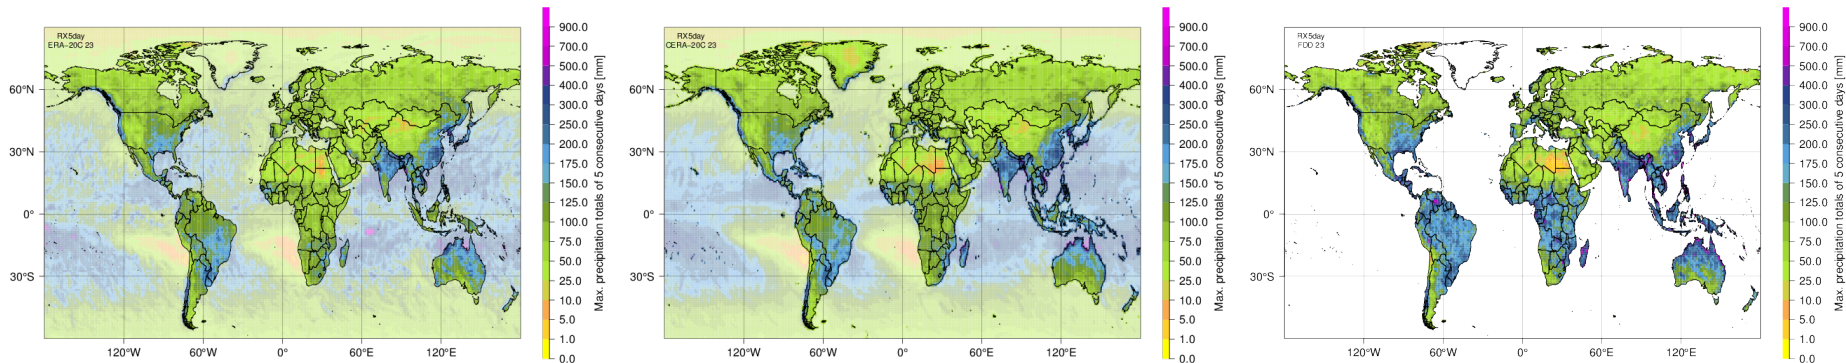 RX5day
ERA-20C 23
60°N
30°N
0°
30°S
120°W
60°W
0°
60°E
120°E
900.0
700.0
500.0
400.0
300.0
200.0
175.0
150.0
125.0
100.0
75.0
50.0
25.0
10.0
5.0
1.0
0.0
Max. precipitation totals of 5 consecutive days [mm]
RX5day
CERA-20C 23
60°N
30°N
0°
30°S
120°W
60°W
0°
60°E
120°E
900.0
700.0
500.0
400.0
300.0
200.0
175.0
150.0
125.0
100.0
75.0
50.0
25.0
10.0
5.0
1.0
0.0
Max. precipitation totals of 5 consecutive days [mm]
RX5day
FDD 23
60°N
30°N
0°
30°S
120°W
60°W
0°
60°E
120°E
900.0
700.0
500.0
400.0
300.0
200.0
175.0
150.0
125.0
100.0
75.0
50.0
25.0
10.0
5.0
1.0
0.0
Max. precipitation totals of 5 consecutive days [mm]